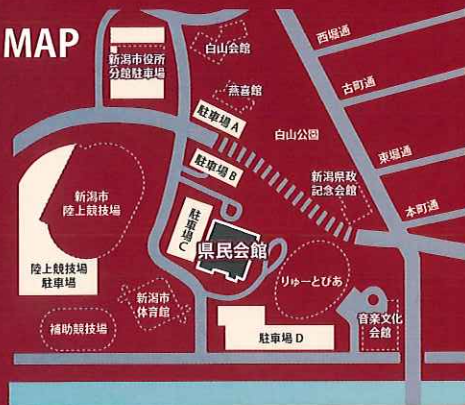 MAP
新潟市役所
分館駐車場
白山会館
燕喜館
西堀通
古町通
東堀通
本町通
駐車場 A
白山公園
駐車場 B
新潟県政
記念会館
新潟市
陸上競技場
駐車場 C
県民会館
りゅーとぴあ
陸上競技場
駐車場
新潟市
体育館
補助競技場
駐車場 D
音楽文化
会館